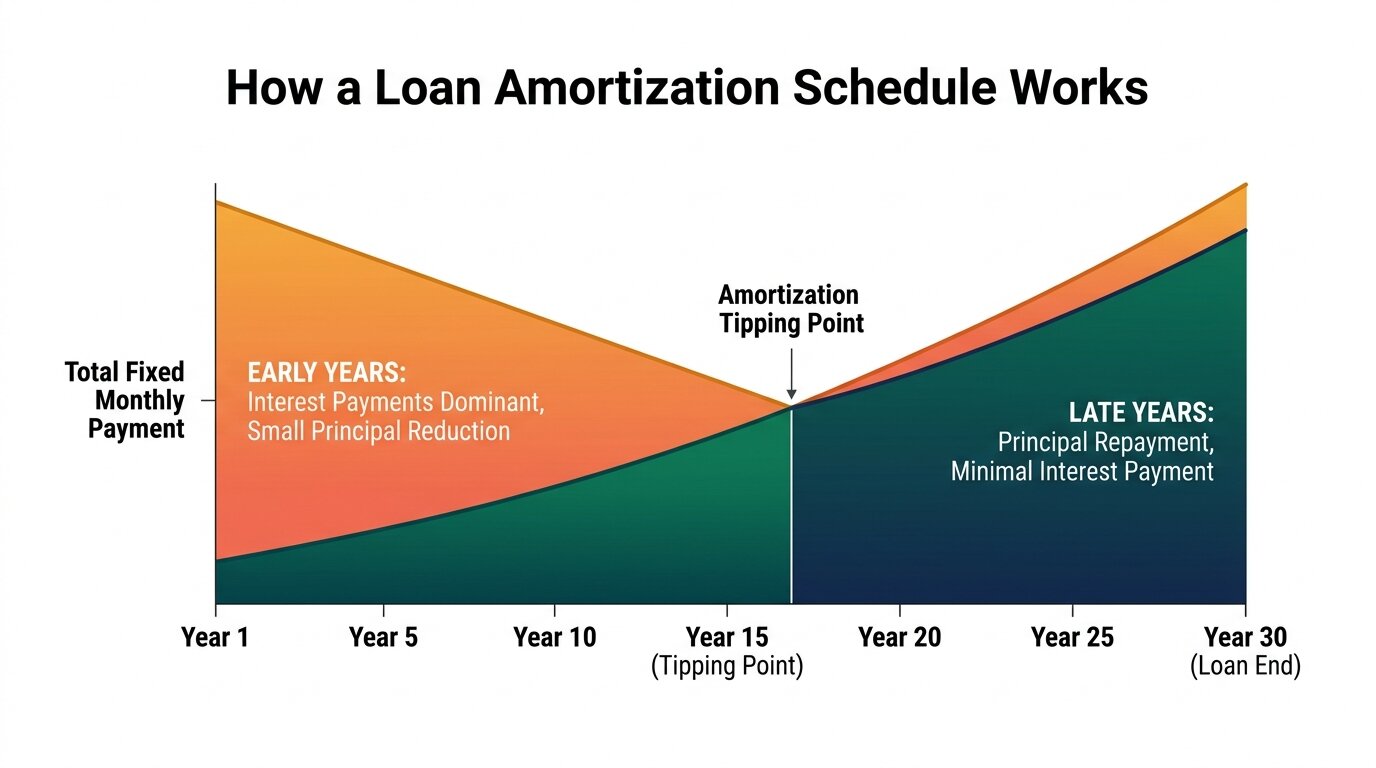 How a Loan Amortization Schedule Works
Amortization
Tipping Point
Total Fixed
Monthly
Payment
EARLY YEARS:
Interest Payments Dominant,
Small Principal Reduction
LATE YEARS:
Principal Repayment,
Minimal Interest Payment
Year 1
Year 5
Year 10
Year 15
(Tipping Point)
Year 20
Year 25
Year 30
(Loan End)